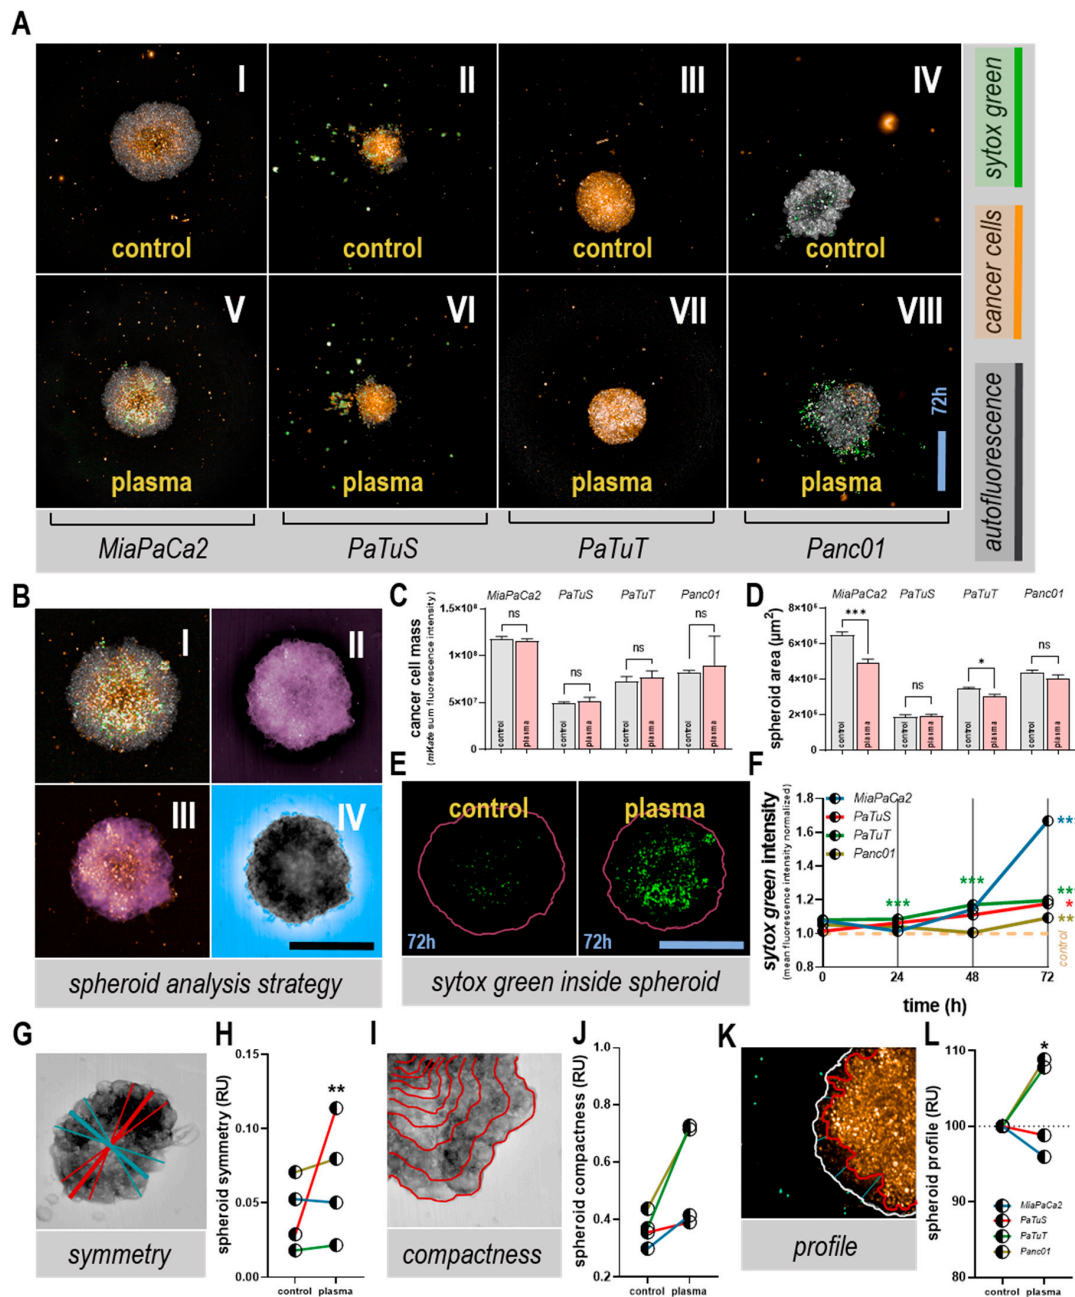 A
I
II
III
IV
control
control
control
control
V
VI
VII
VIII
plasma
plasma
plasma
plasma
72h
MiaPaCa2
PaTuS
PaTuT
Panc01
sytox green
cancer cells
autofluorescence
B
I
II
III
IV
spheroid analysis strategy
C
MiaPaCa2
PaTuS
PaTuT
Panc01
cancer cell mass
(mKate sum fluorescence intensity)
1.5×10⁸
1×10⁸
5×10⁷
0
ns
ns
ns
ns
control
plasma
control
plasma
control
plasma
control
plasma
D
MiaPaCa2
PaTuS
PaTuT
Panc01
spheroid area (μm²)
8×10⁵
6×10⁵
4×10⁵
2×10⁵
0
***
ns
*
ns
control
plasma
control
plasma
control
plasma
control
plasma
E
control
plasma
72h
72h
sytox green inside spheroid
F
sytox green intensity
(mean fluorescence intensity normalized)
1.8
1.6
1.4
1.2
1.0
0.8
MiaPaCa2
PaTuS
PaTuT
Panc01
***
***
***
***
*
**
control
0
24
48
72
time (h)
G
symmetry
H
spheroid symmetry (RU)
0.15
0.10
0.05
0.00
**
control
plasma
I
compactness
J
spheroid compactness (RU)
1.0
0.8
0.6
0.4
0.2
control
plasma
K
profile
L
spheroid profile (RU)
110
100
90
80
*
MiaPaCa2
PaTuS
PaTuT
Panc01
control
plasma